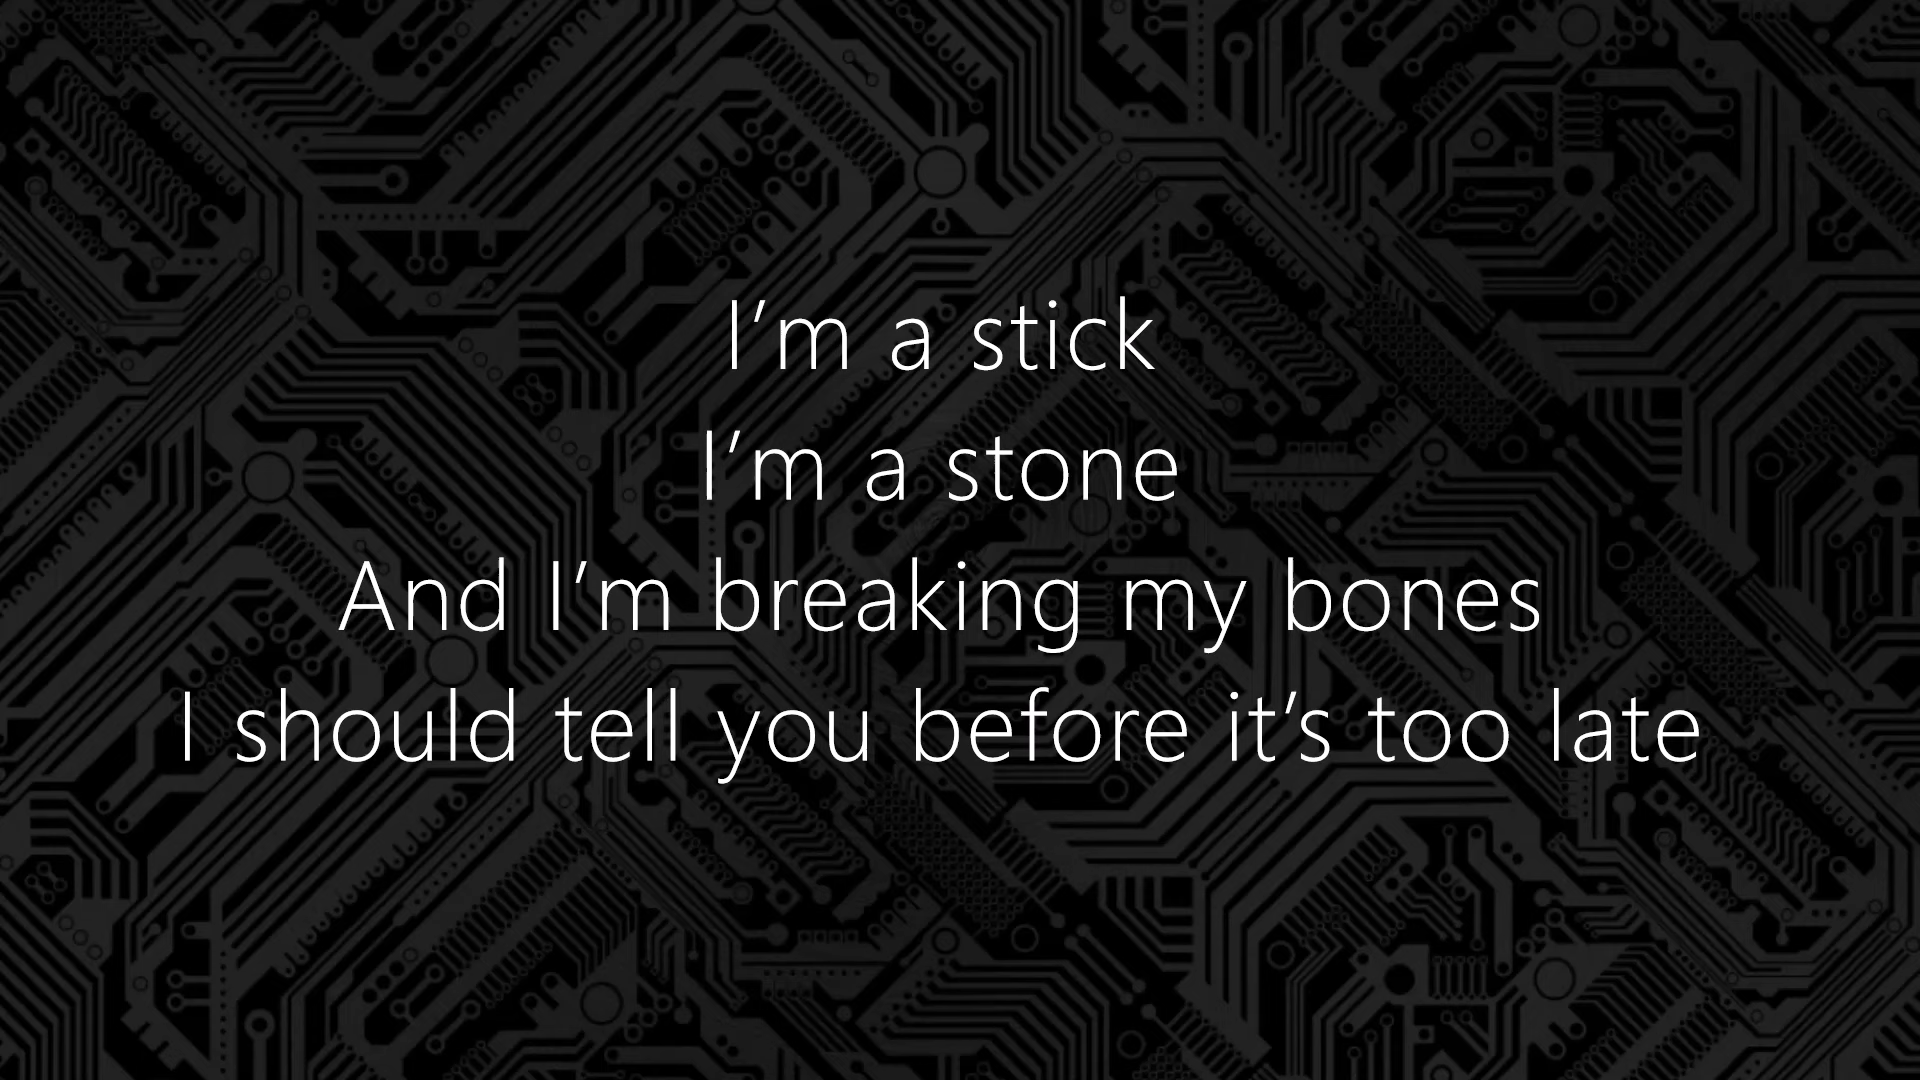 I’m a stick
I’m a stone
And I’m breaking my bones
I should tell you before it’s too late